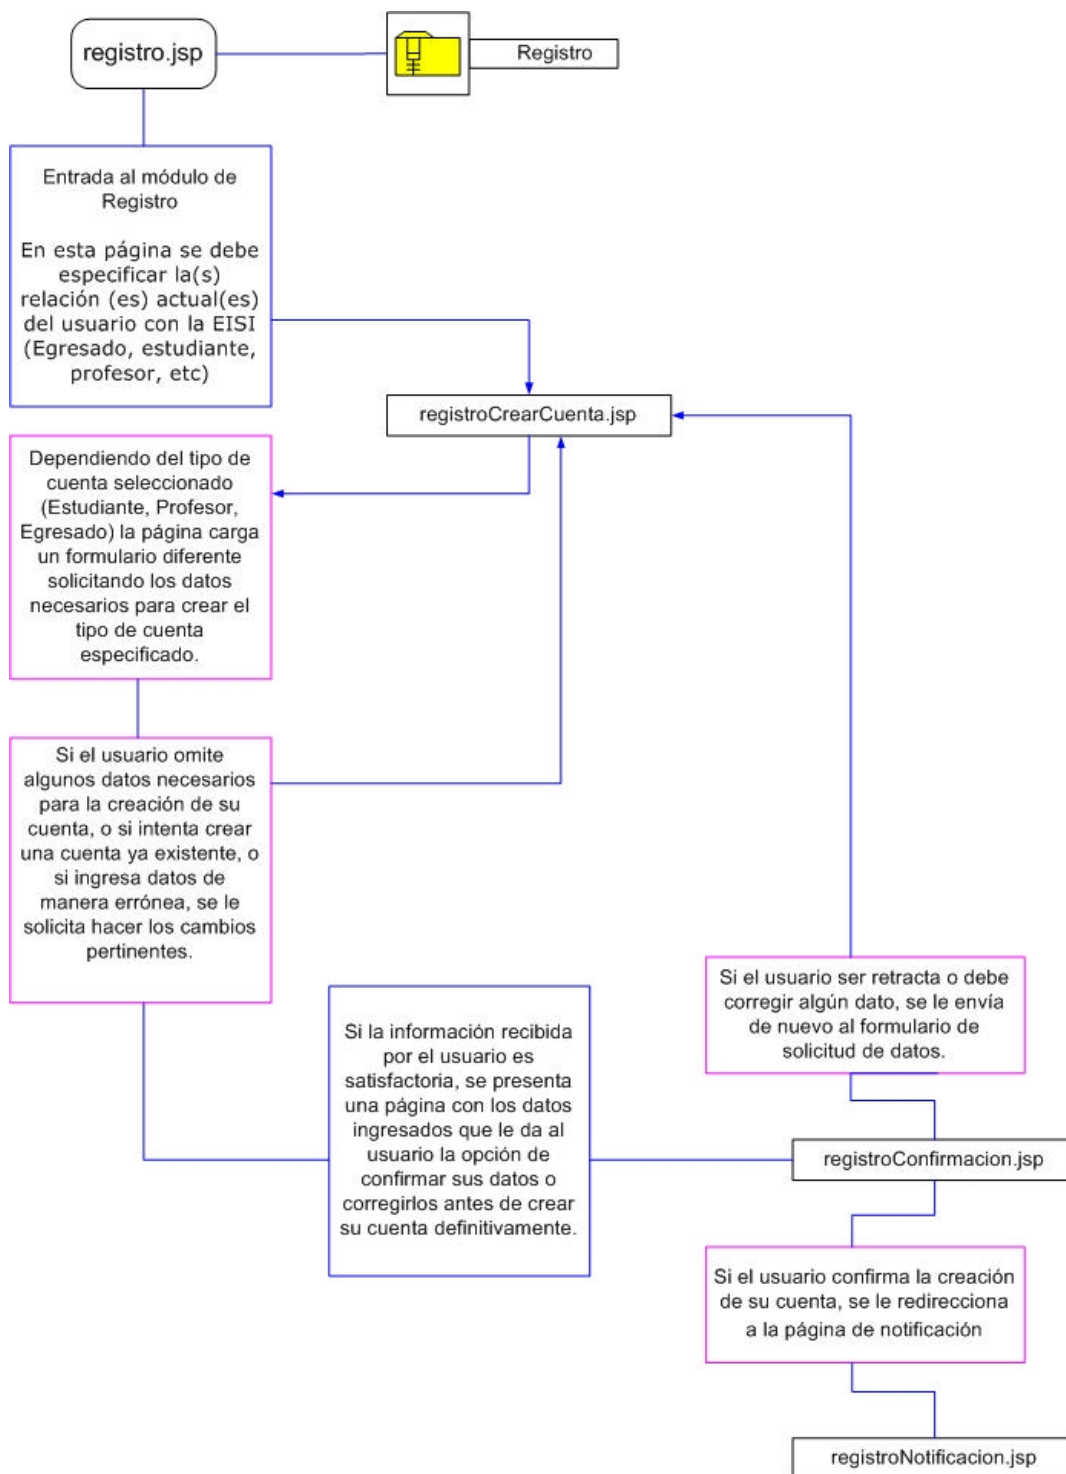 registro.jsp
Registro
Entrada al módulo de
Registro
En esta página se debe
especificar la(s)
relación (es) actual(es)
del usuario con la EISI
(Egresado, estudiante,
profesor, etc)
registroCrearCuenta.jsp
Dependiendo del tipo de
cuenta seleccionado
(Estudiante, Profesor,
Egresado) la página carga
un formulario diferente
solicitando los datos
necesarios para crear el
tipo de cuenta
especificado.
Si el usuario omite
algunos datos necesarios
para la creación de su
cuenta, o si intenta crear
una cuenta ya existente, o
si ingresa datos de
manera errónea, se le
solicita hacer los cambios
pertinentes.
Si la información recibida
por el usuario es
satisfactoria, se presenta
una página con los datos
ingresados que le da al
usuario la opción de
confirmar sus datos o
corregirlos antes de crear
su cuenta definitivamente.
Si el usuario ser retracta o debe
corregir algún dato, se le envía
de nuevo al formulario de
solicitud de datos.
registroConfirmacion.jsp
Si el usuario confirma la creación
de su cuenta, se le redirecciona
a la página de notificación
registroNotificacion.jsp